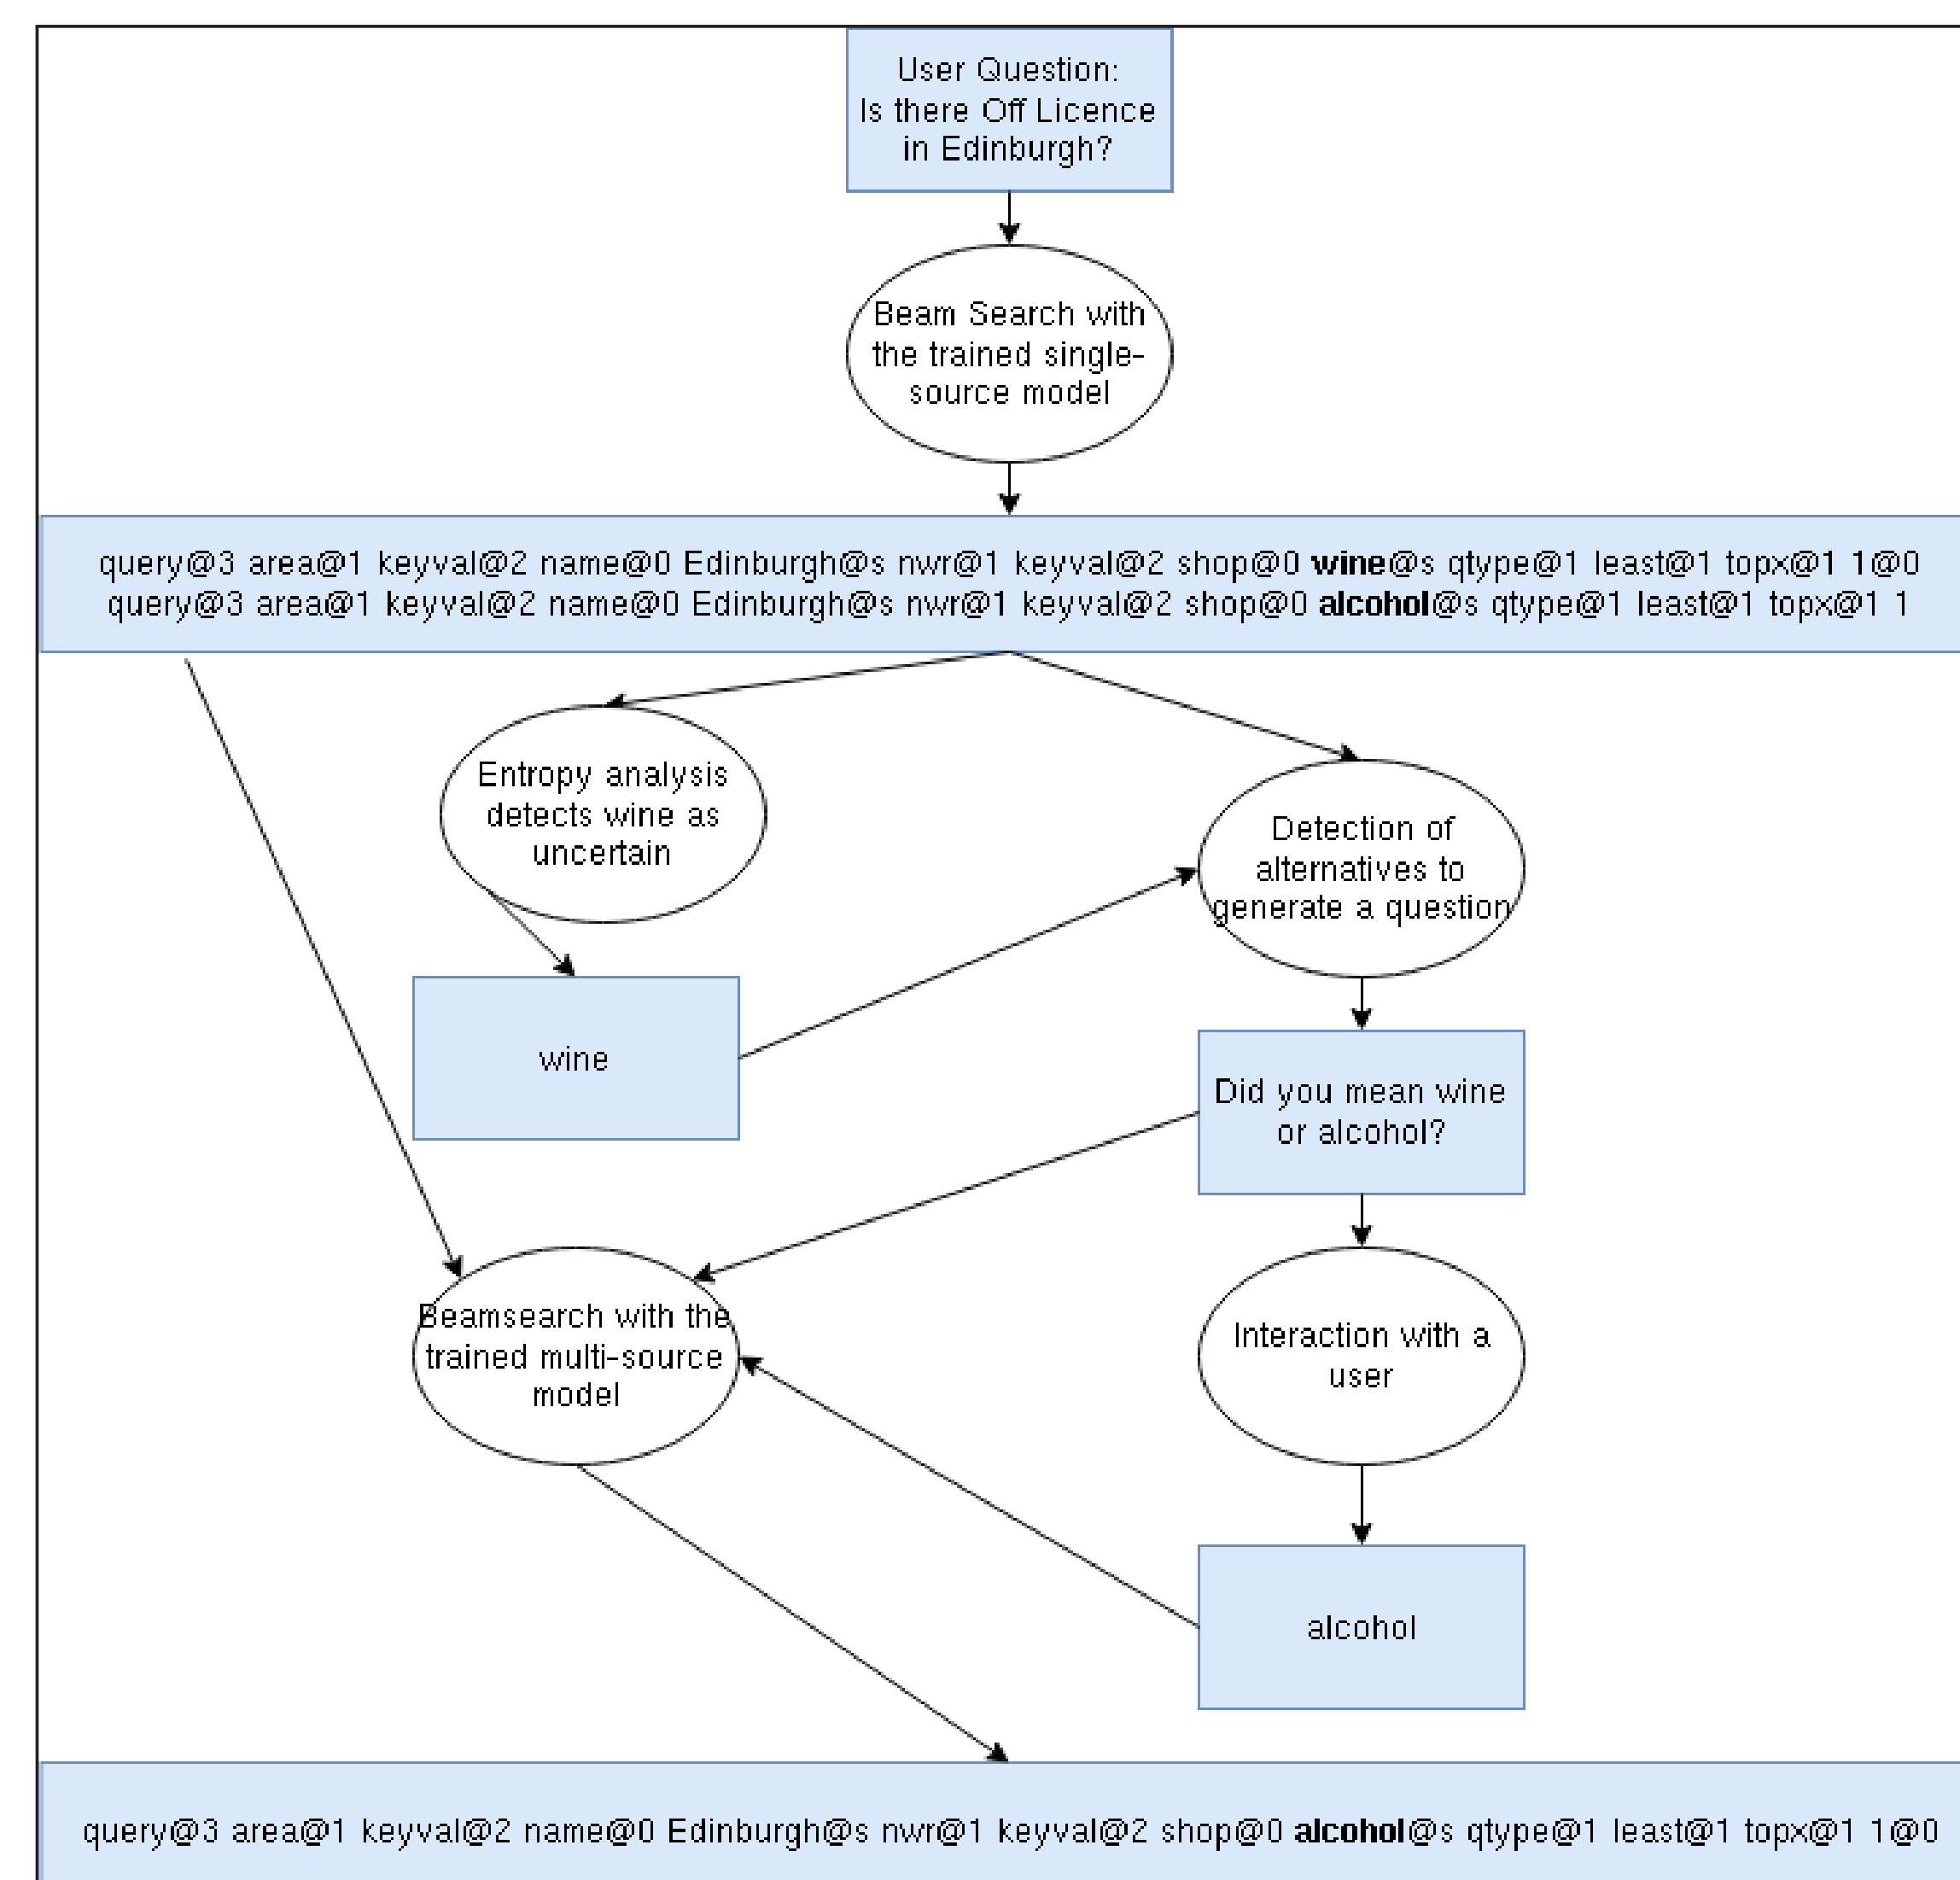 User Question:
Is there Off Licence
in Edinburgh?
Beam Search with
the trained single-
source model
query@3 area@1 keyval@2 name@0 Edinburgh@s nwr@1 keyval@2 shop@0 wine@s qtype@1 least@1 topx@1 1@0
query@3 area@1 keyval@2 name@0 Edinburgh@s nwr@1 keyval@2 shop@0 alcohol@s qtype@1 least@1 topx@1 1
Entropy analysis
detects wine as
uncertain
Detection of
alternatives to
generate a question
wine
Did you mean wine
or alcohol?
Beamsearch with the
trained multi-source
model
Interaction with a
user
alcohol
query@3 area@1 keyval@2 name@0 Edinburgh@s nwr@1 keyval@2 shop@0 alcohol@s qtype@1 least@1 topx@1 1@0